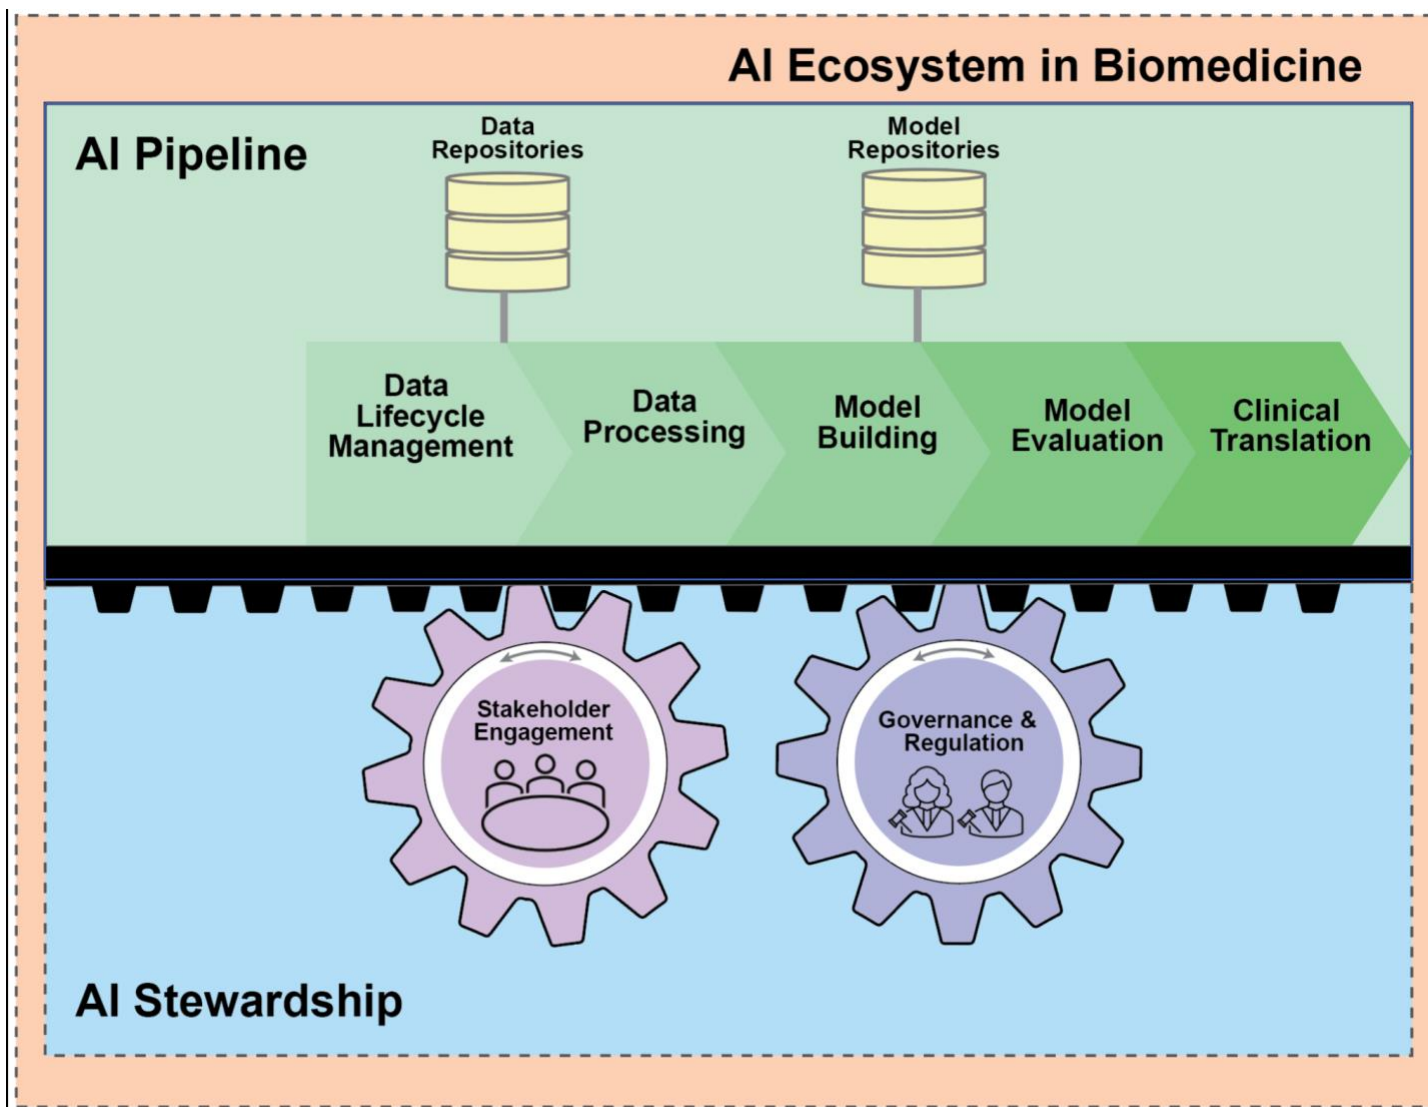 AI Ecosystem in Biomedicine
AI Pipeline
Data
Repositories
Model
Repositories
Data
Lifecycle
Management
Data
Processing
Model
Building
Model
Evaluation
Clinical
Translation
Stakeholder
Engagement
Governance &
Regulation
AI Stewardship